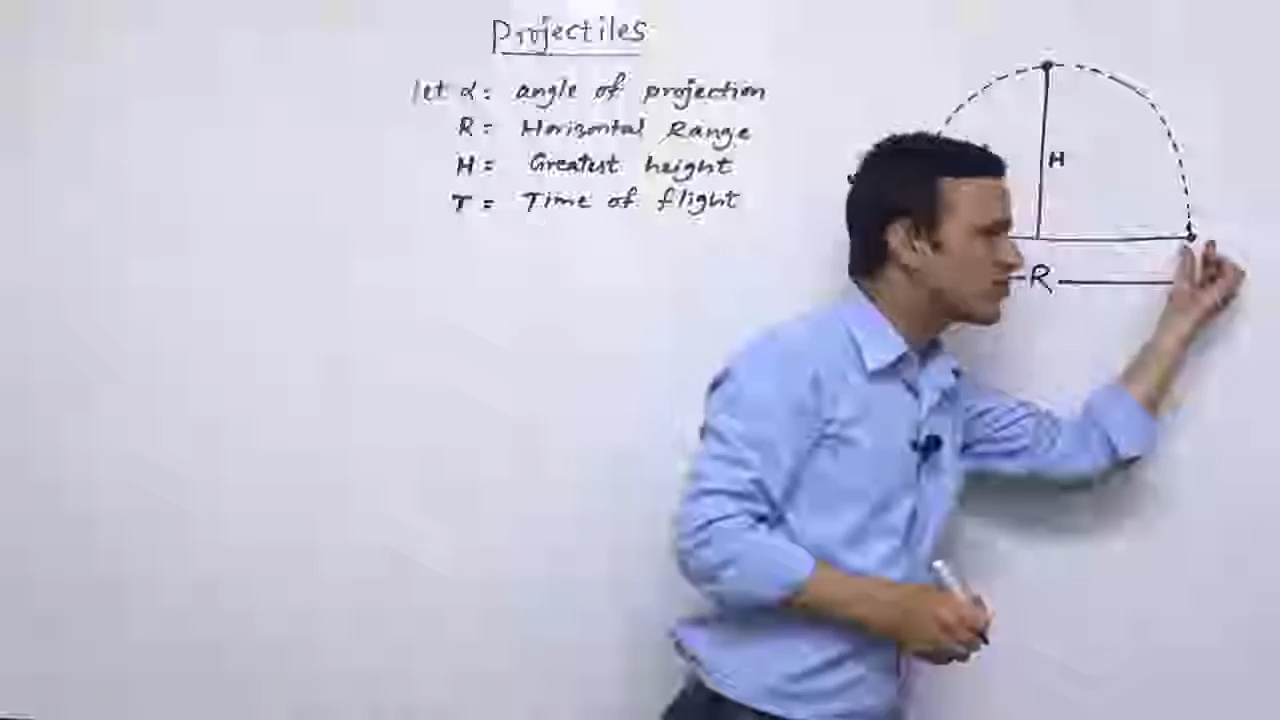 Projectiles
let α: angle of projection
R: Horizontal Range
H: Greatest height
T: Time of flight
H
R